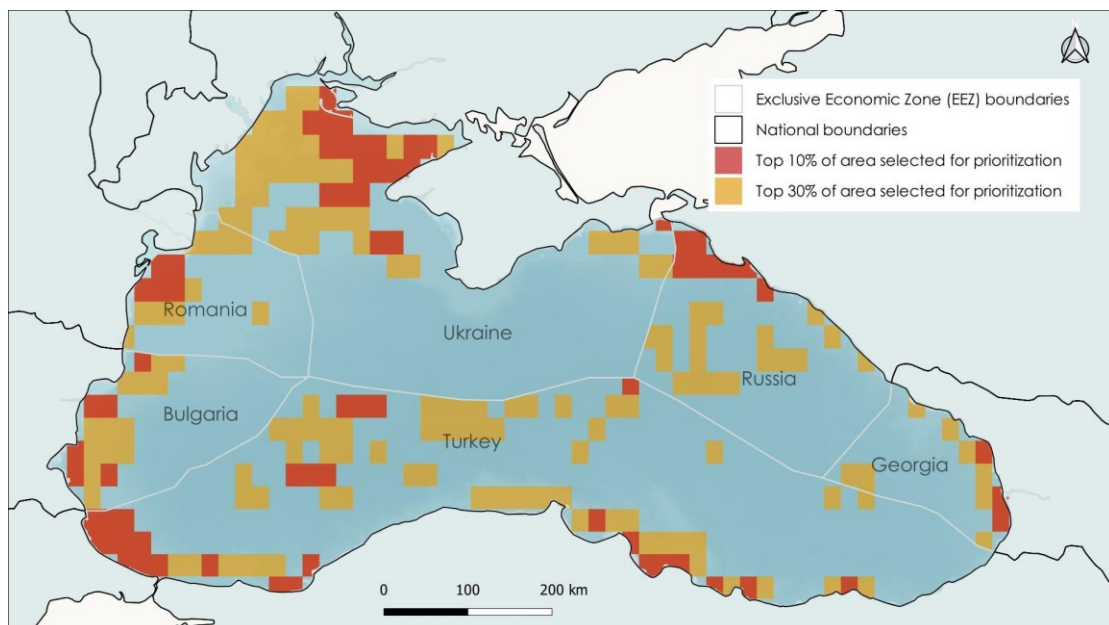 N
Exclusive Economic Zone (EEZ) boundaries
National boundaries
Top 10% of area selected for prioritization
Top 30% of area selected for prioritization
Romania
Ukraine
Russia
Bulgaria
Turkey
Georgia
0 100 200 km